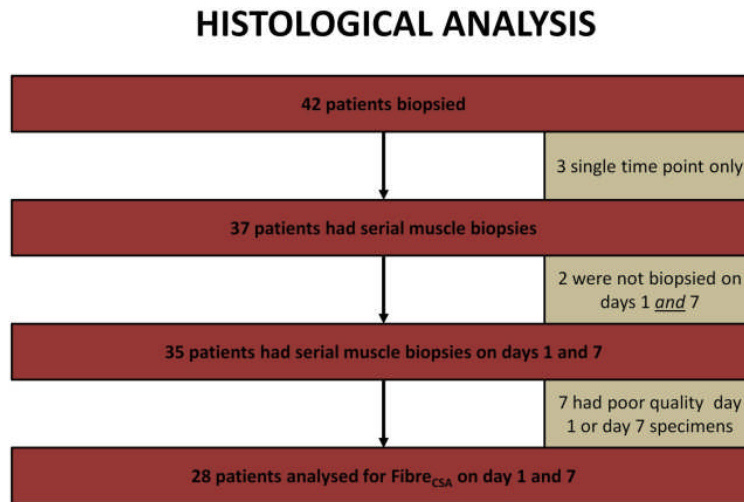 HISTOLOGICAL ANALYSIS
42 patients biopsied
3 single time point only
37 patients had serial muscle biopsies
2 were not biopsied on
days 1 and 7
35 patients had serial muscle biopsies on days 1 and 7
7 had poor quality day
1 or day 7 specimens
28 patients analysed for FibreCSA on day 1 and 7